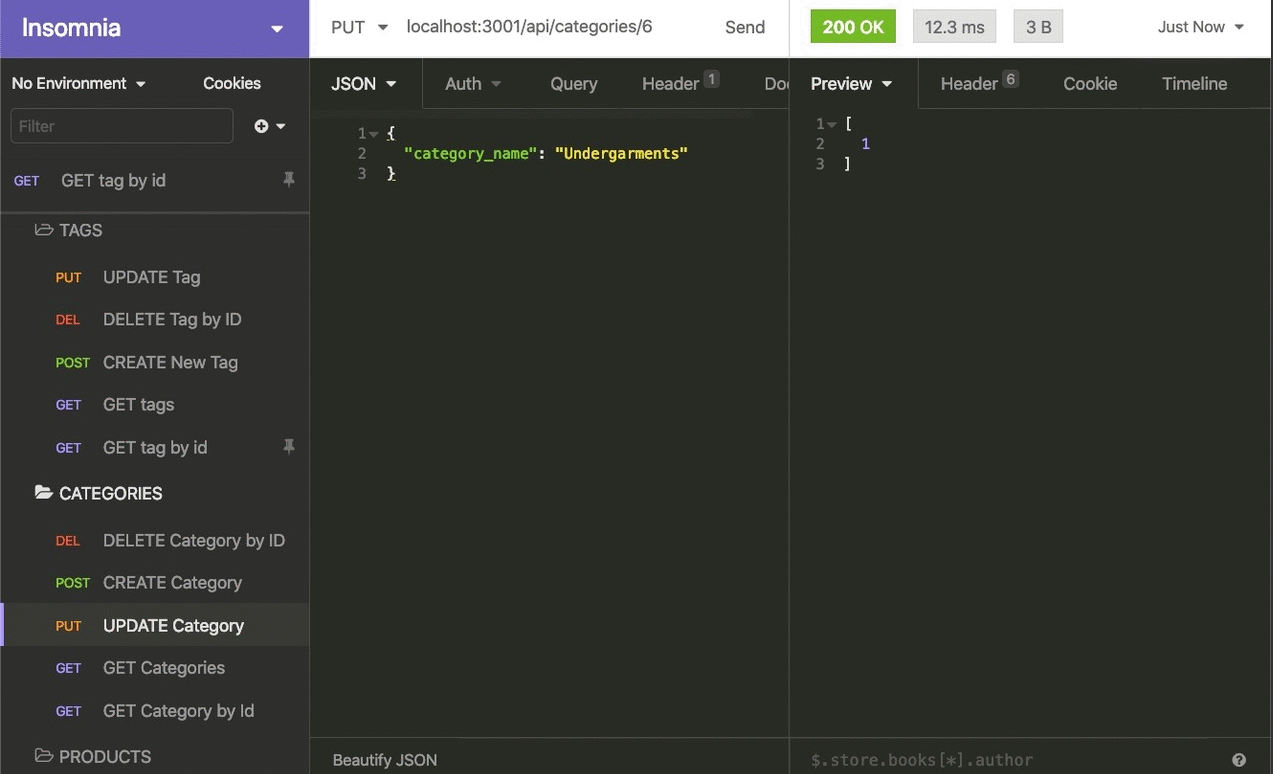 Insomnia
PUT localhost:3001/api/categories/6 Send
200 OK 12.3 ms 3 B Just Now
No Environment Cookies
JSON Auth Query Header 1 Doc
Preview Header 6 Cookie Timeline
Filter
GET GET tag by id
TAGS
PUT UPDATE Tag
DEL DELETE Tag by ID
POST CREATE New Tag
GET GET tags
GET GET tag by id
CATEGORIES
DEL DELETE Category by ID
POST CREATE Category
PUT UPDATE Category
GET GET Categories
GET GET Category by Id
PRODUCTS
1 {
2 "category_name": "Undergarments"
3 }
Beautify JSON
1 [
2 1
3 ]
$.store.books[*].author